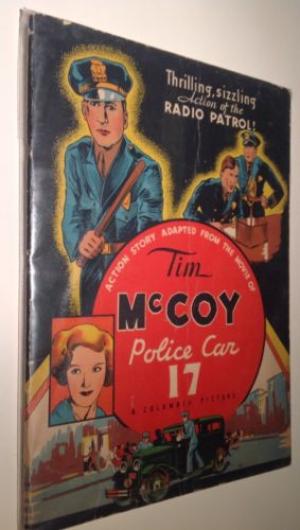 Thrilling, sizzling
Action of the
RADIO PATROL!
ACTION STORY ADAPTED FROM THE MOVIE OF
Tim
McCOY
Police Car
17
A COLUMBIA PICTURE